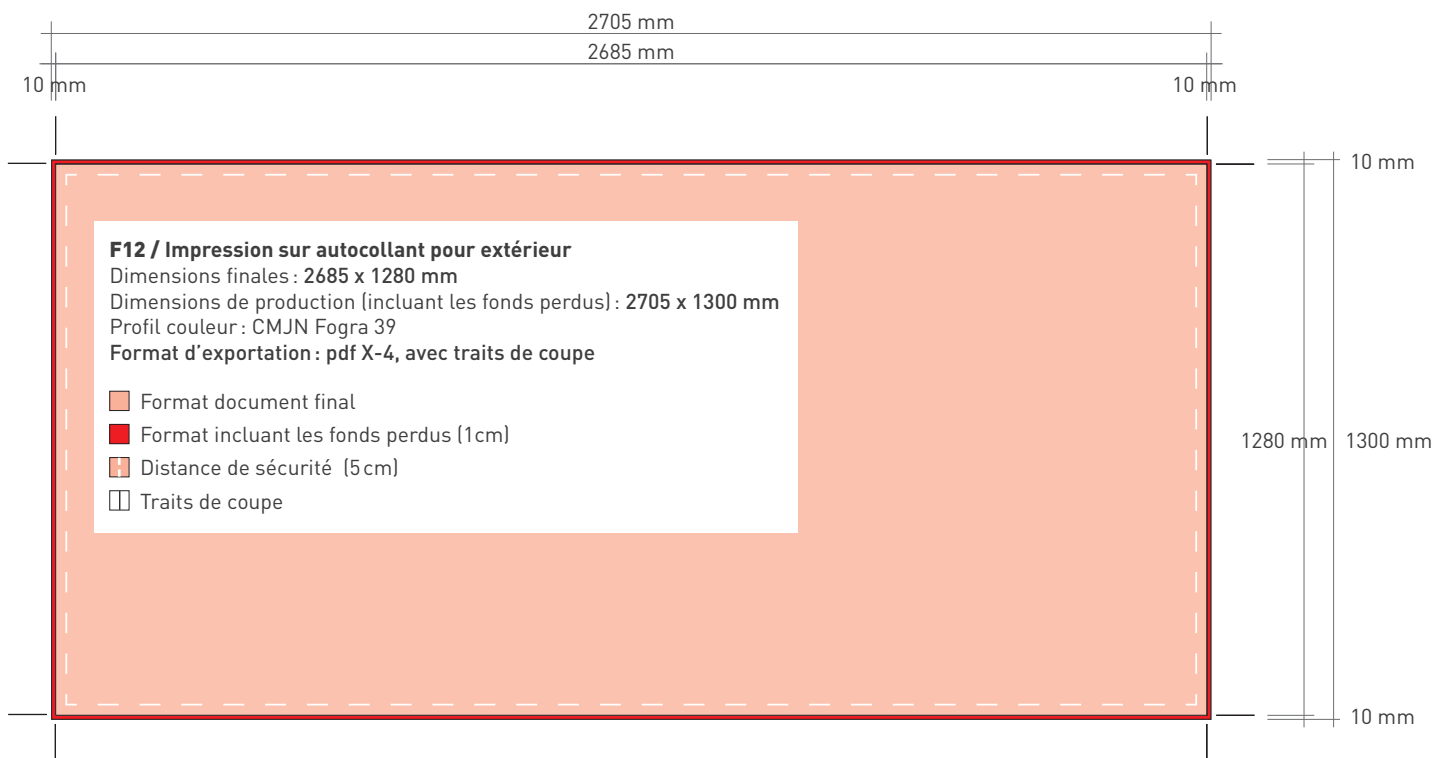 2705 mm
2685 mm
10 mm
10 mm
10 mm
F12 / Impression sur autocollant pour extérieur
Dimensions finales : 2685 x 1280 mm
Dimensions de production (incluant les fonds perdus) : 2705 x 1300 mm
Profil couleur : CMJN Fogra 39
Format d'exportation : pdf X-4, avec traits de coupe
Format document final
Format incluant les fonds perdus (1cm)
Distance de sécurité (5 cm)
Traits de coupe
1280 mm
1300 mm
10 mm